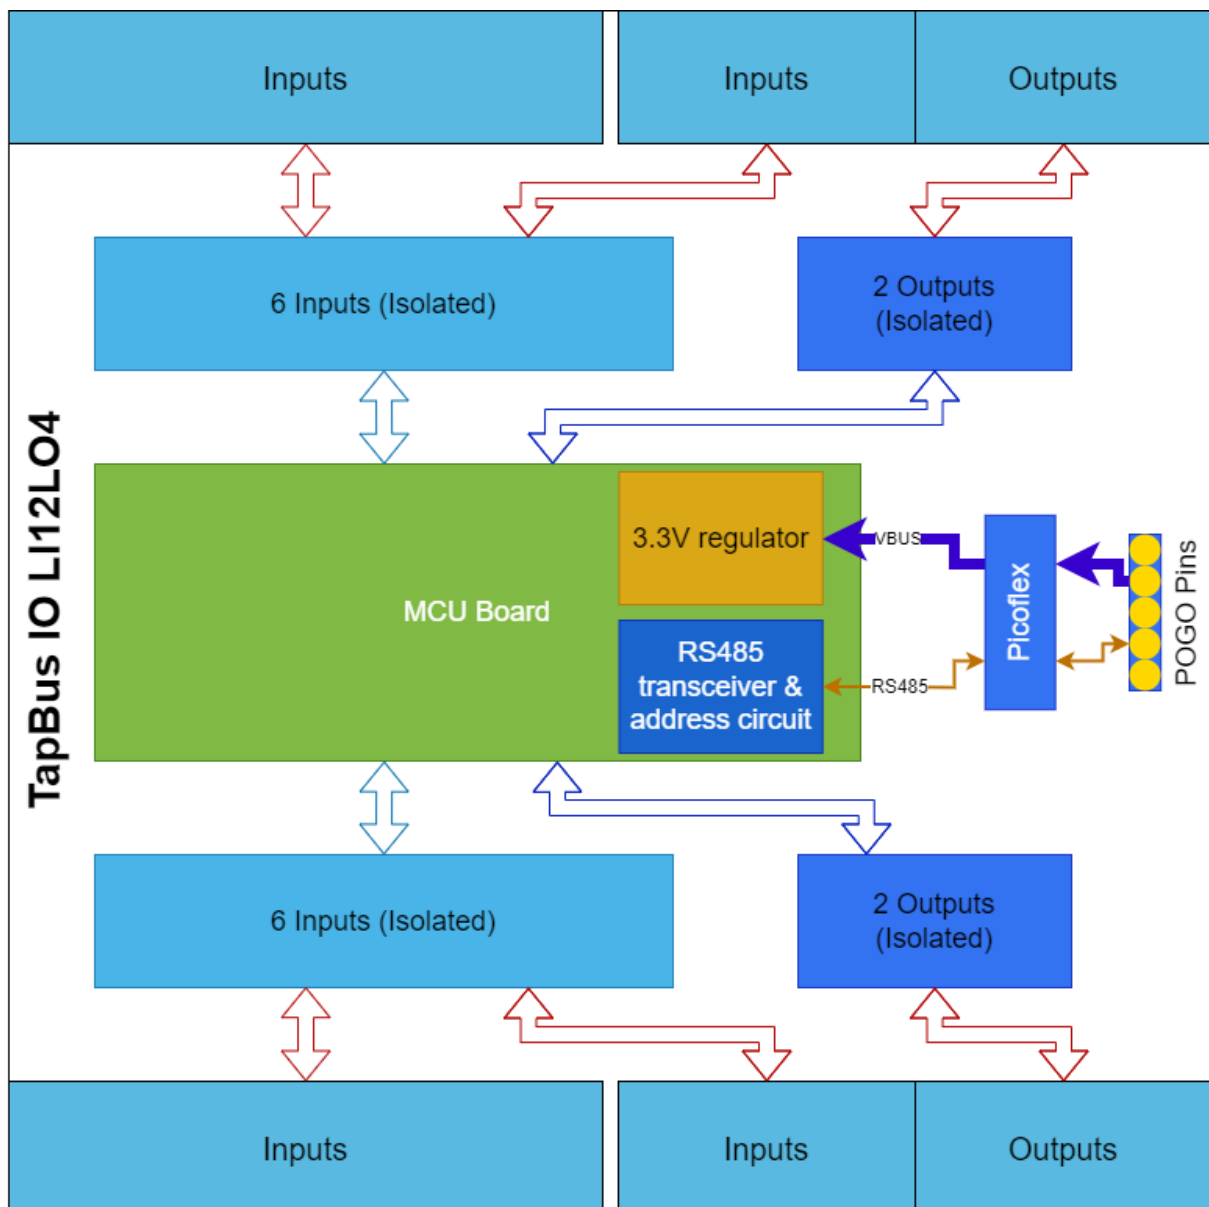 Inputs
Inputs
Outputs
6 Inputs (Isolated)
2 Outputs
(Isolated)
TapBus IO LI12LO4
MCU Board
3.3V regulator
VBUS
RS485
transceiver &
address circuit
RS485
Picoflex
POGO Pins
6 Inputs (Isolated)
2 Outputs
(Isolated)
Inputs
Inputs
Outputs